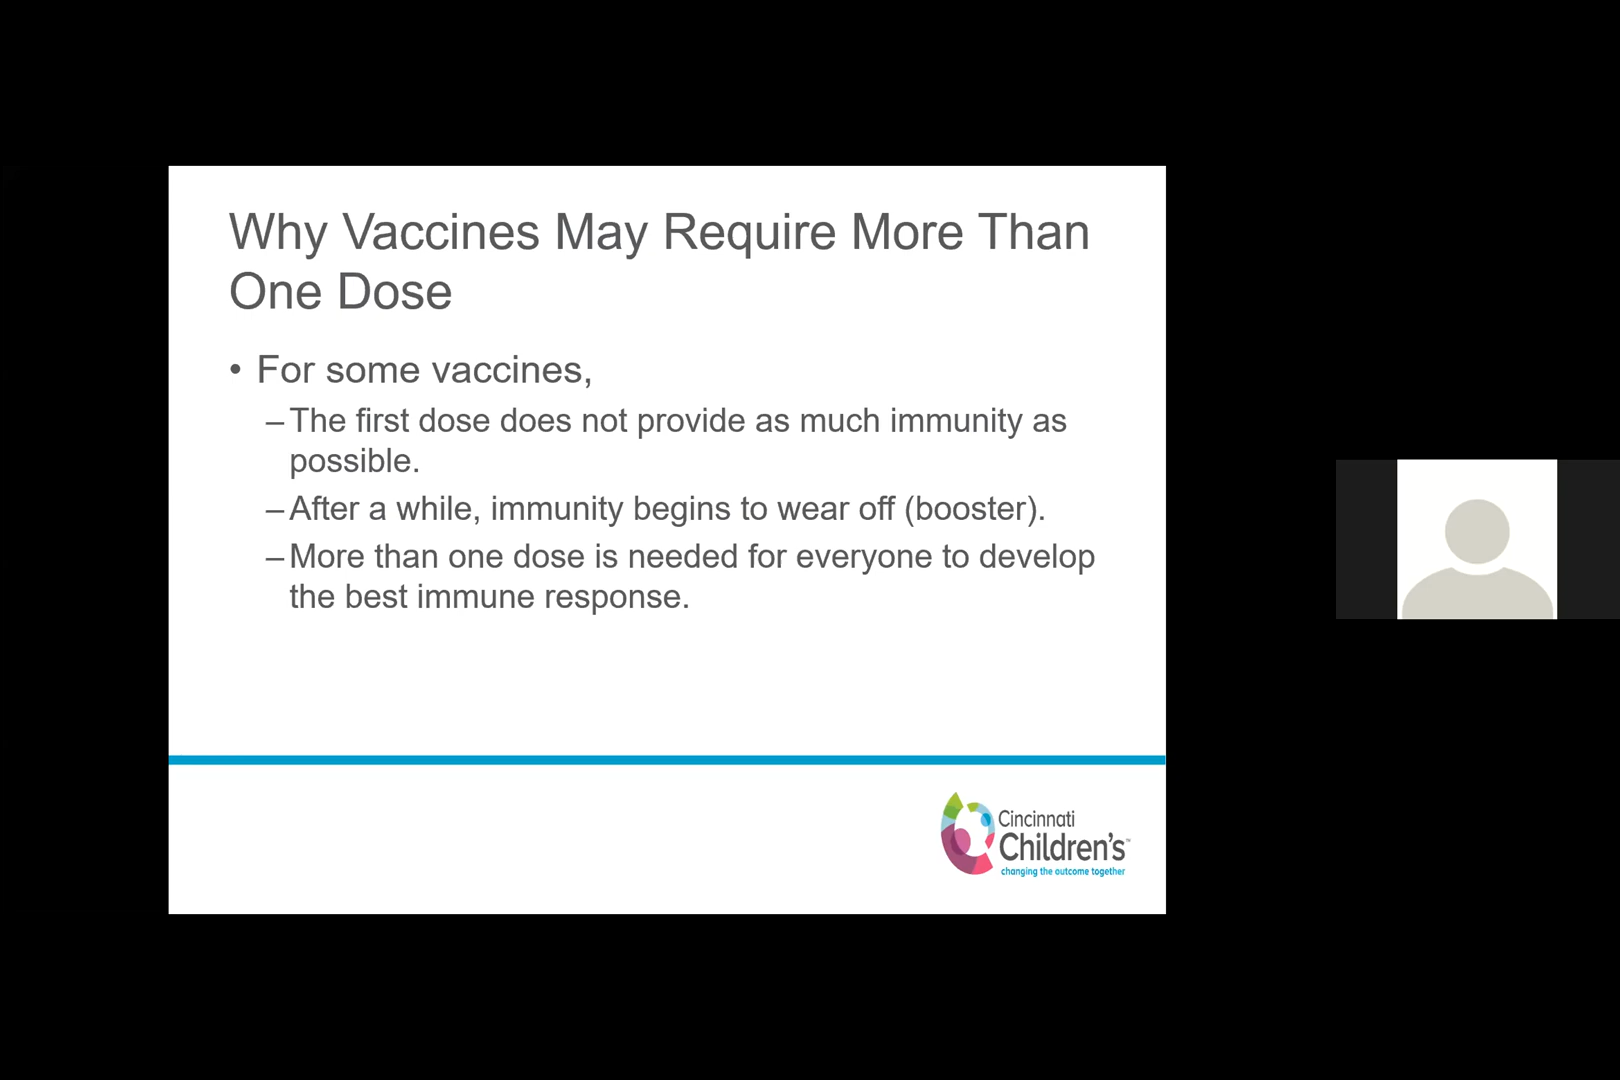 Why Vaccines May Require More Than
One Dose
• For some vaccines,
–The first dose does not provide as much immunity as
possible.
–After a while, immunity begins to wear off (booster).
–More than one dose is needed for everyone to develop
the best immune response.
Cincinnati
Children's™
changing the outcome together